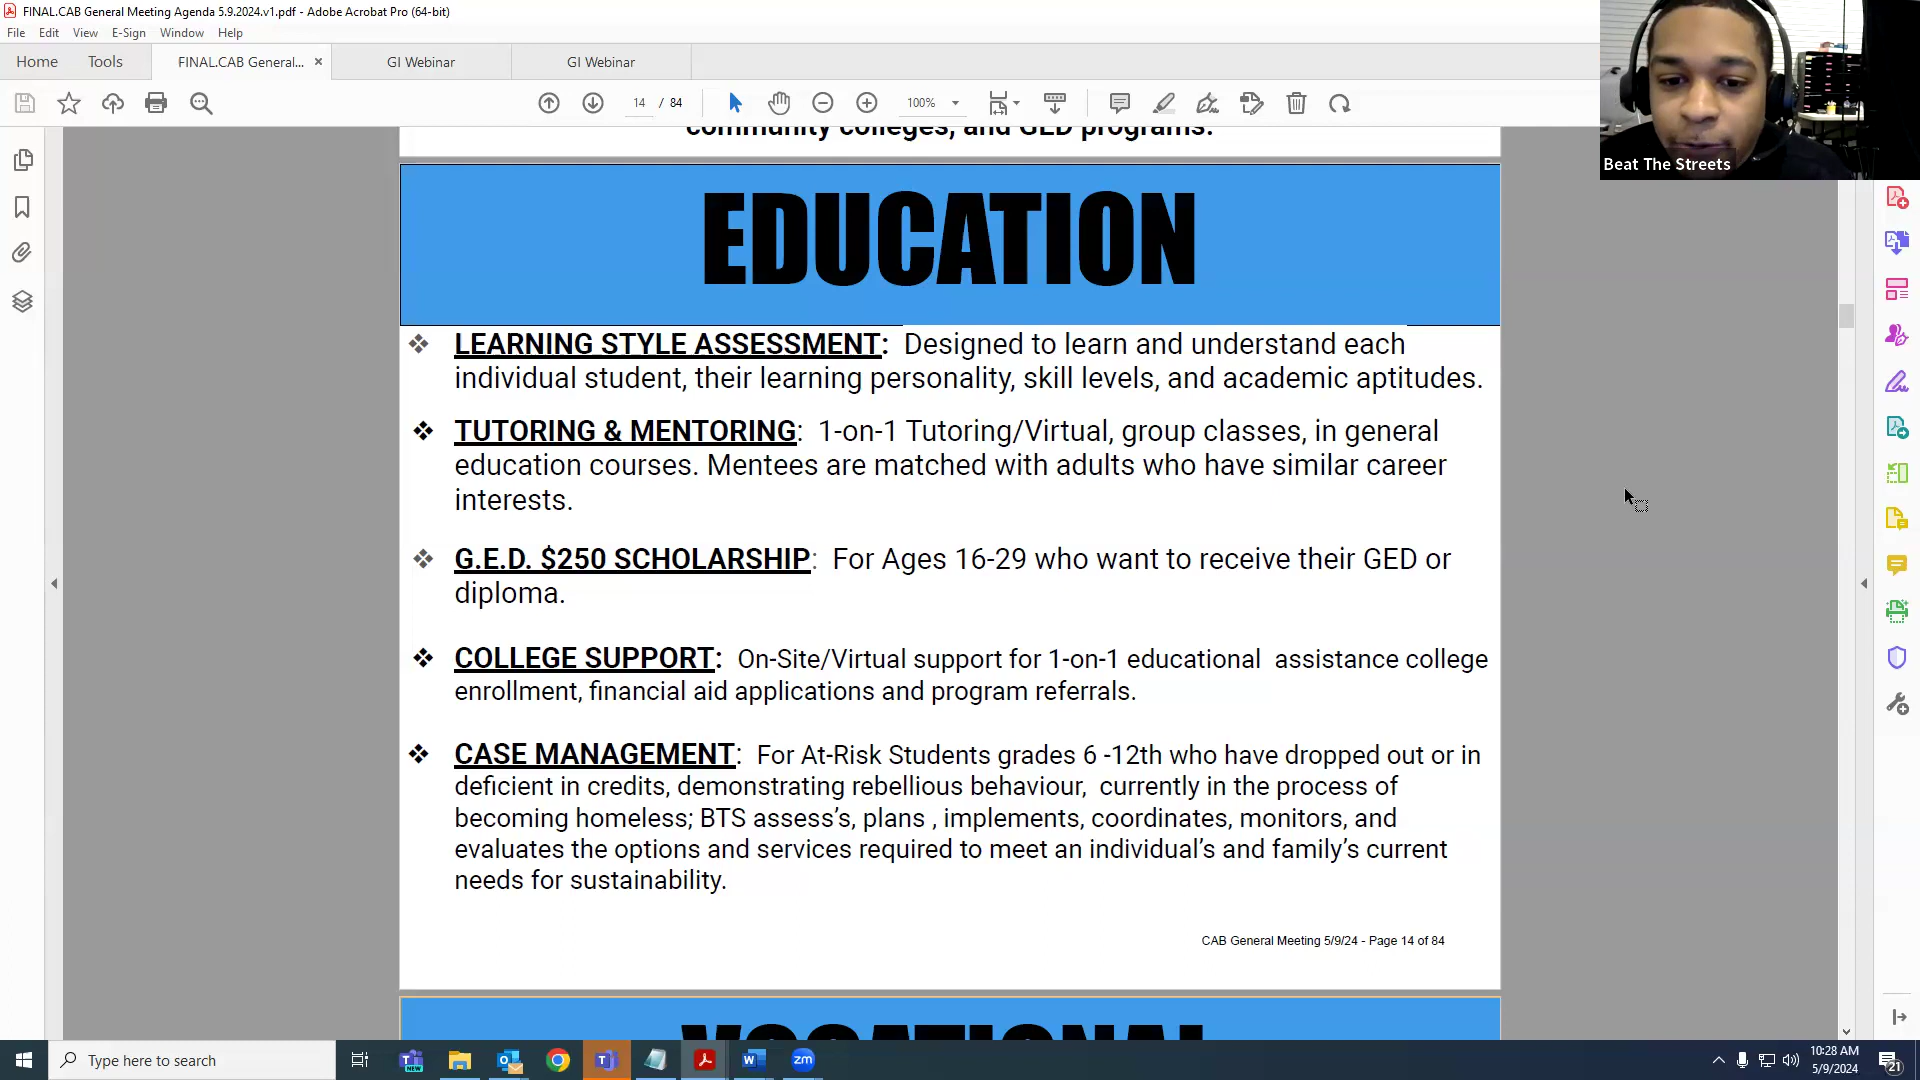 FINAL.CAB General Meeting Agenda 5.9.2024.v1.pdf - Adobe Acrobat Pro (64-bit)
File Edit View E-Sign Window Help
Home Tools FINAL.CAB General... × GI Webinar GI Webinar
14 / 84 100%
Beat The Streets
community colleges, and GED programs.
EDUCATION
❖ LEARNING STYLE ASSESSMENT: Designed to learn and understand each
individual student, their learning personality, skill levels, and academic aptitudes.
❖ TUTORING & MENTORING: 1-on-1 Tutoring/Virtual, group classes, in general
education courses. Mentees are matched with adults who have similar career
interests.
❖ G.E.D. $250 SCHOLARSHIP: For Ages 16-29 who want to receive their GED or
diploma.
❖ COLLEGE SUPPORT: On-Site/Virtual support for 1-on-1 educational assistance college
enrollment, financial aid applications and program referrals.
❖ CASE MANAGEMENT: For At-Risk Students grades 6 -12th who have dropped out or in
deficient in credits, demonstrating rebellious behaviour, currently in the process of
becoming homeless; BTS assess's, plans , implements, coordinates, monitors, and
evaluates the options and services required to meet an individual's and family's current
needs for sustainability.
CAB General Meeting 5/9/24 - Page 14 of 84
VOCATIONAL
Type here to search
NEW
zm
10:28 AM
5/9/2024
21